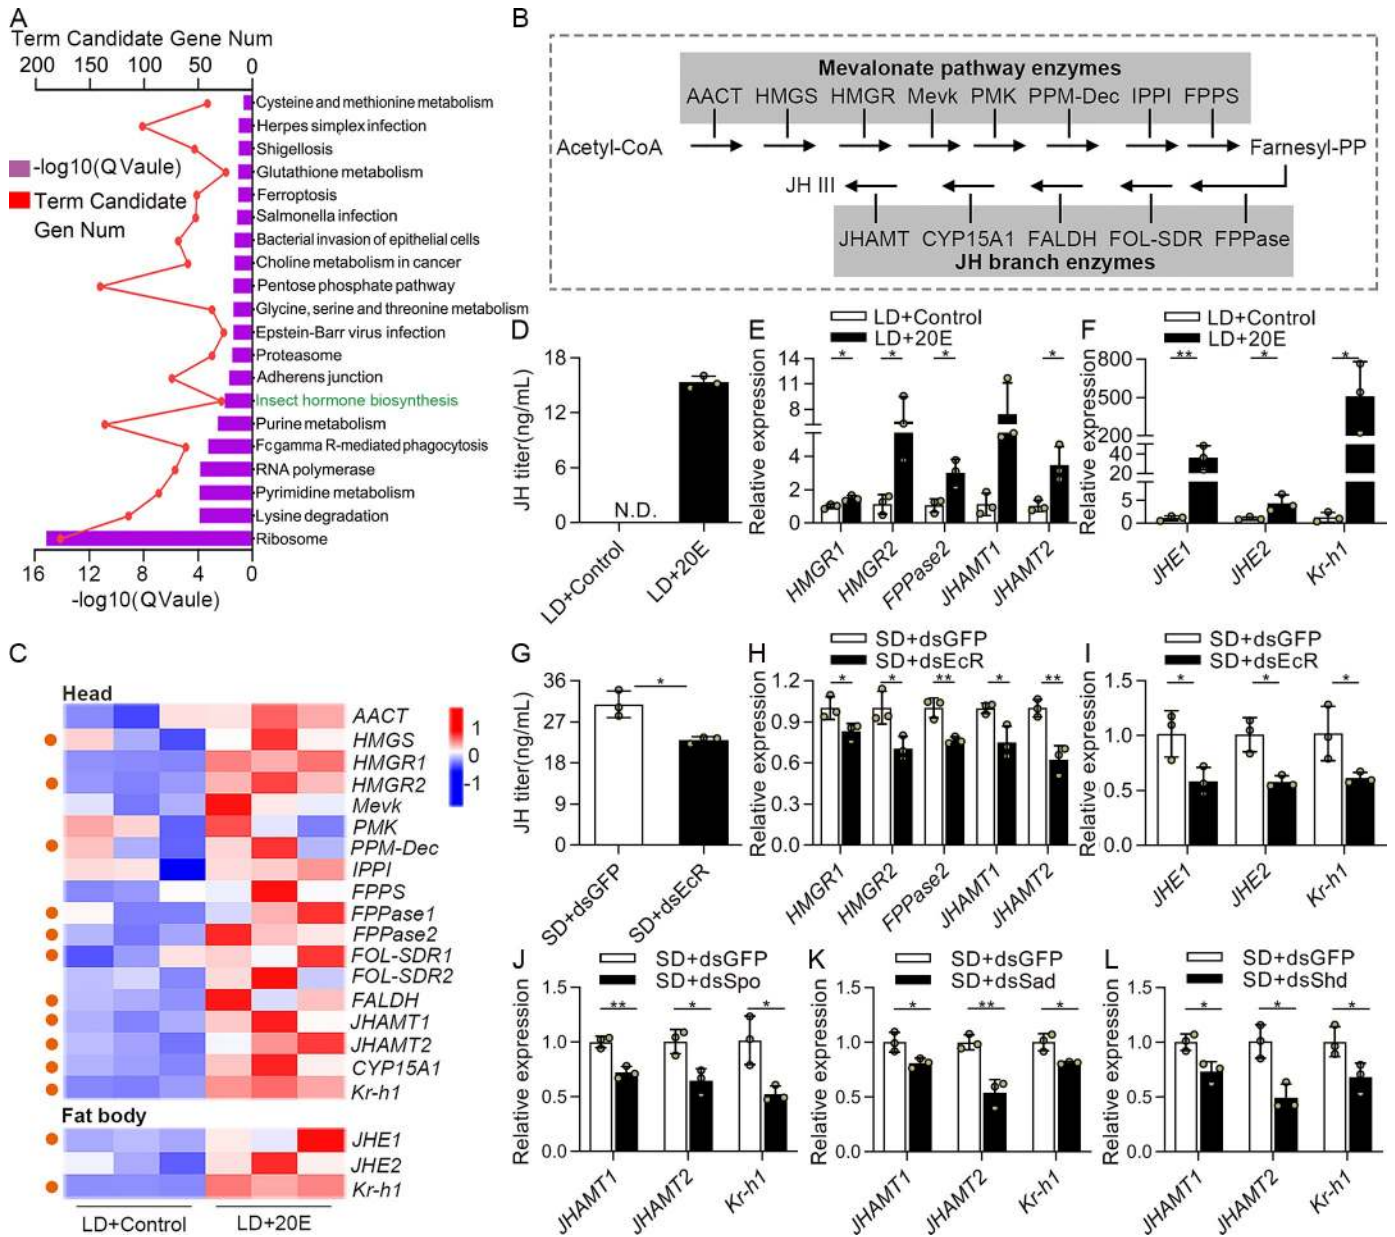 A
Term Candidate Gene Num
200 150 100 50 0
Cysteine and methionine metabolism
Herpes simplex infection
Shigellosis
Glutathione metabolism
Ferroptosis
Salmonella infection
Bacterial invasion of epithelial cells
Choline metabolism in cancer
Pentose phosphate pathway
Glycine, serine and threonine metabolism
Epstein-Barr virus infection
Proteasome
Adherens junction
Insect hormone biosynthesis
Purine metabolism
Fc gamma R-mediated phagocytosis
RNA polymerase
Pyrimidine metabolism
Lysine degradation
Ribosome
-log10(QVaule)
Term Candidate
Gen Num
16 12 8 4 0
-log10(QVaule)
B
Mevalonate pathway enzymes
AACT HMGS HMGR Mevk PMK PPM-Dec IPPI FPPS
Acetyl-CoA
Farnesyl-PP
JH III
JHAMT CYP15A1 FALDH FOL-SDR FPPase
JH branch enzymes
C
Head
AACT
HMGS
HMGR1
HMGR2
Mevk
PMK
PPM-Dec
IPPI
FPPS
FPPase1
FPPase2
FOL-SDR1
FOL-SDR2
FALDH
JHAMT1
JHAMT2
CYP15A1
Kr-h1
Fat body
JHE1
JHE2
Kr-h1
LD+Control LD+20E
1
0
-1
D
JH titer(ng/mL)
18
12
6
0
N.D.
LD+Control
LD+20E
E
LD+Control
LD+20E
Relative expression
14
11
8
4
2
0
* * * *
HMGR1
HMGR2
FPPase2
JHAMT1
JHAMT2
F
LD+Control
LD+20E
Relative expression
800
500
200
40
20
5
0
** * *
JHE1
JHE2
Kr-h1
G
JH titer(ng/mL)
36
27
18
9
0
*
SD+dsGFP
SD+dsEcR
H
SD+dsGFP
SD+dsEcR
Relative expression
1.2
0.9
0.6
0.3
0.0
* * ** * **
HMGR1
HMGR2
FPPase2
JHAMT1
JHAMT2
I
SD+dsGFP
SD+dsEcR
Relative expression
1.5
1.0
0.5
0.0
* * *
JHE1
JHE2
Kr-h1
J
SD+dsGFP
SD+dsSpo
Relative expression
1.5
1.0
0.5
0.0
** * *
JHAMT1
JHAMT2
Kr-h1
K
SD+dsGFP
SD+dsSad
Relative expression
1.5
1.0
0.5
0.0
* ** *
JHAMT1
JHAMT2
Kr-h1
L
SD+dsGFP
SD+dsShd
Relative expression
1.5
1.0
0.5
0.0
* * *
JHAMT1
JHAMT2
Kr-h1